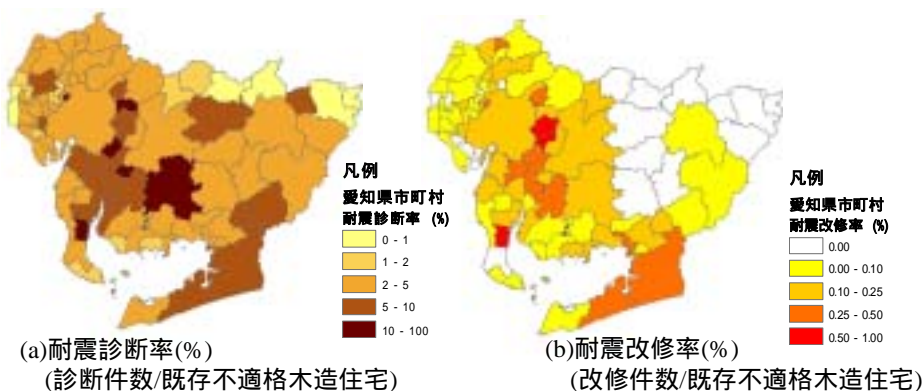 凡例
愛知県市町村
耐震診断率 (%)
0 - 1
1 - 2
2 - 5
5 - 10
10 - 100
(a)耐震診断率(%)
(診断件数/既存不適格木造住宅)
凡例
愛知県市町村
耐震改修率 (%)
0.00
0.00 - 0.10
0.10 - 0.25
0.25 - 0.50
0.50 - 1.00
(b)耐震改修率(%)
(改修件数/既存不適格木造住宅)